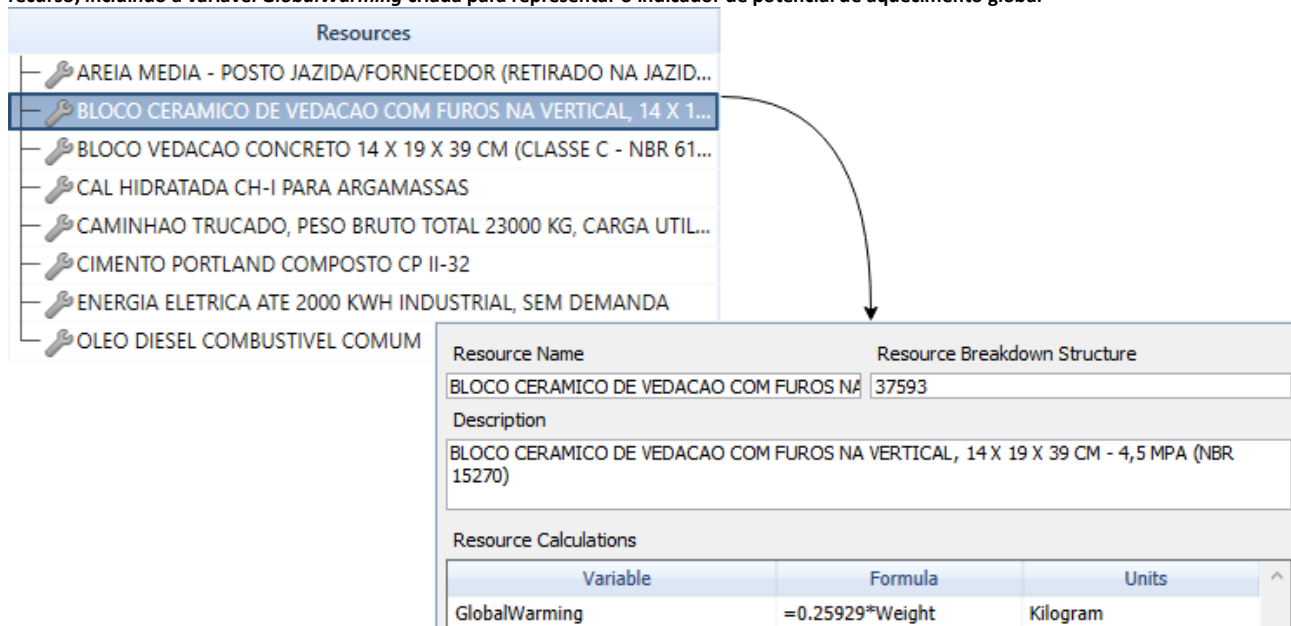 recurso, incluindo a variável GlobalWarming criada para representar o indicador de potencial de aquecimento global
Resources
AREIA MEDIA - POSTO JAZIDA/FORNECEDOR (RETIRADO NA JAZID...
BLOCO CERAMICO DE VEDACAO COM FUROS NA VERTICAL, 14 X 1...
BLOCO VEDACAO CONCRETO 14 X 19 X 39 CM (CLASSE C - NBR 61...
CAL HIDRATADA CH-I PARA ARGAMASSAS
CAMINHAO TRUCADO, PESO BRUTO TOTAL 23000 KG, CARGA UTIL...
CIMENTO PORTLAND COMPOSTO CP II-32
ENERGIA ELETRICA ATE 2000 KWH INDUSTRIAL, SEM DEMANDA
OLEO DIESEL COMBUSTIVEL COMUM
Resource Name Resource Breakdown Structure
BLOCO CERAMICO DE VEDACAO COM FUROS NA 37593
Description
BLOCO CERAMICO DE VEDACAO COM FUROS NA VERTICAL, 14 X 19 X 39 CM - 4,5 MPA (NBR
15270)
Resource Calculations
Variable Formula Units
GlobalWarming =0.25929*Weight Kilogram